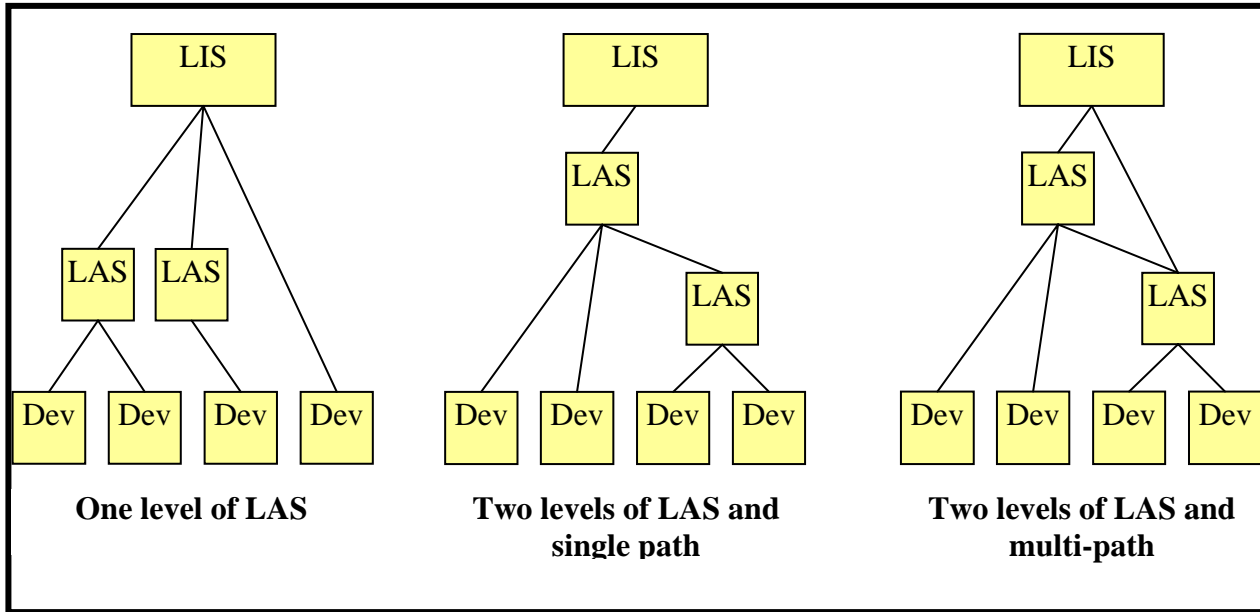 LIS
LAS
LAS
Dev
Dev
Dev
Dev
One level of LAS
LIS
LAS
LAS
Dev
Dev
Dev
Dev
Two levels of LAS and
single path
LIS
LAS
LAS
Dev
Dev
Dev
Dev
Two levels of LAS and
multi-path